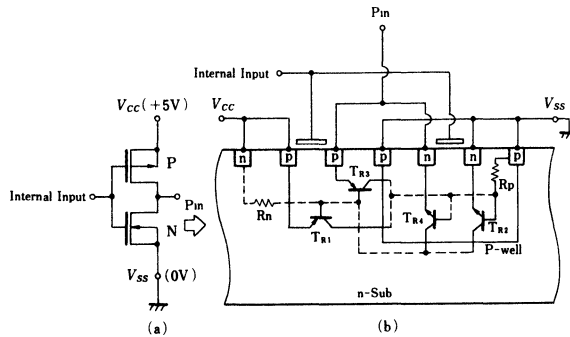 Pin
Internal Input
VCC
VSS
n
p
p
p
n
n
p
TR3
Rn
TR1
TR4
Rp
TR2
P-well
n-Sub
(b)
VCC (+5V)
P
Internal Input
Pin
N
VSS (0V)
(a)